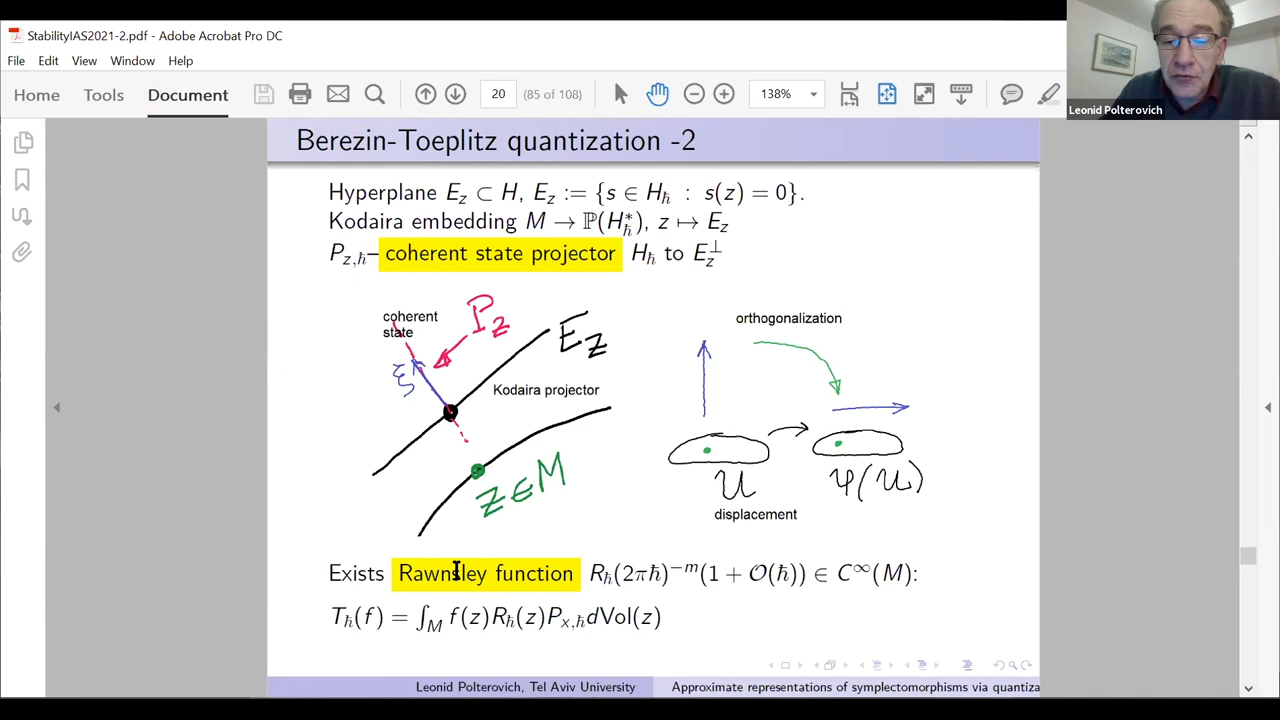 StabilityIAS2021-2.pdf - Adobe Acrobat Pro DC
File Edit View Window Help
Home Tools Document 20 (85 of 108) 138%
Leonid Polterovich
Berezin-Toeplitz quantization -2
Hyperplane E_z ⊂ H, E_z := {s ∈ H_ℏ : s(z) = 0}.
Kodaira embedding M → ℙ(H*_ℏ), z ↦ E_z
P_{z,ℏ}– coherent state projector H_ℏ to E_z^⊥
coherent
state
P_z
E_z
ξ
Kodaira projector
z ∈ M
orthogonalization
U
φ(U)
displacement
Exists Rawnsley function R_ℏ(2πℏ)^{−m}(1 + O(ℏ)) ∈ C^∞(M):
T_ℏ(f) = ∫_M f(z)R_ℏ(z)P_{x,ℏ}dVol(z)
Leonid Polterovich, Tel Aviv University Approximate representations of symplectomorphisms via quantiza